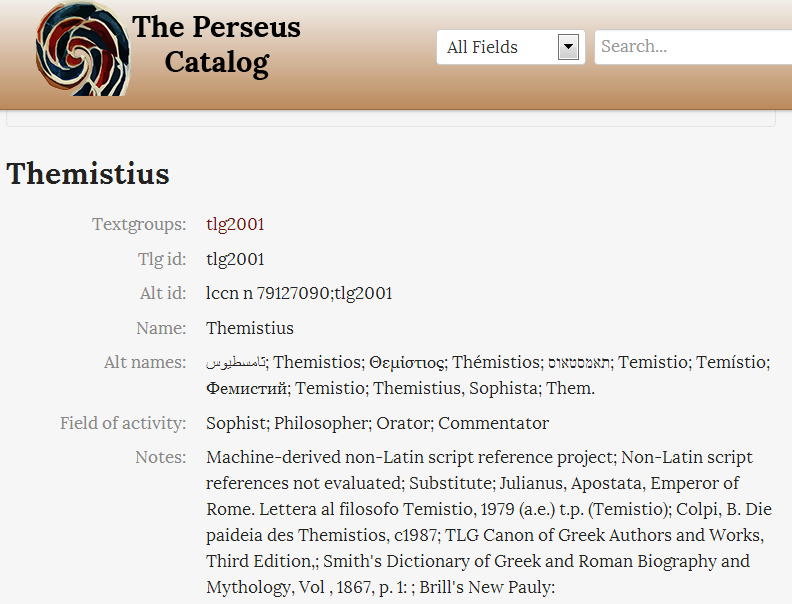 The Perseus
Catalog
All Fields
Search...
Themistius
Textgroups: tlg2001
Tlg id: tlg2001
Alt id: lccn n 79127090;tlg2001
Name: Themistius
Alt names: ثامسطيوس; Themistios; Θεμίστιος; Thémistios; תאמסטאוס; Temistio; Temístio;
Фемистий; Temistio; Themistius, Sophista; Them.
Field of activity: Sophist; Philosopher; Orator; Commentator
Notes: Machine-derived non-Latin script reference project; Non-Latin script
references not evaluated; Substitute; Julianus, Apostata, Emperor of
Rome. Lettera al filosofo Temistio, 1979 (a.e.) t.p. (Temistio); Colpi, B. Die
paideia des Themistios, c1987; TLG Canon of Greek Authors and Works,
Third Edition,; Smith's Dictionary of Greek and Roman Biography and
Mythology, Vol , 1867, p. 1: ; Brill's New Pauly: